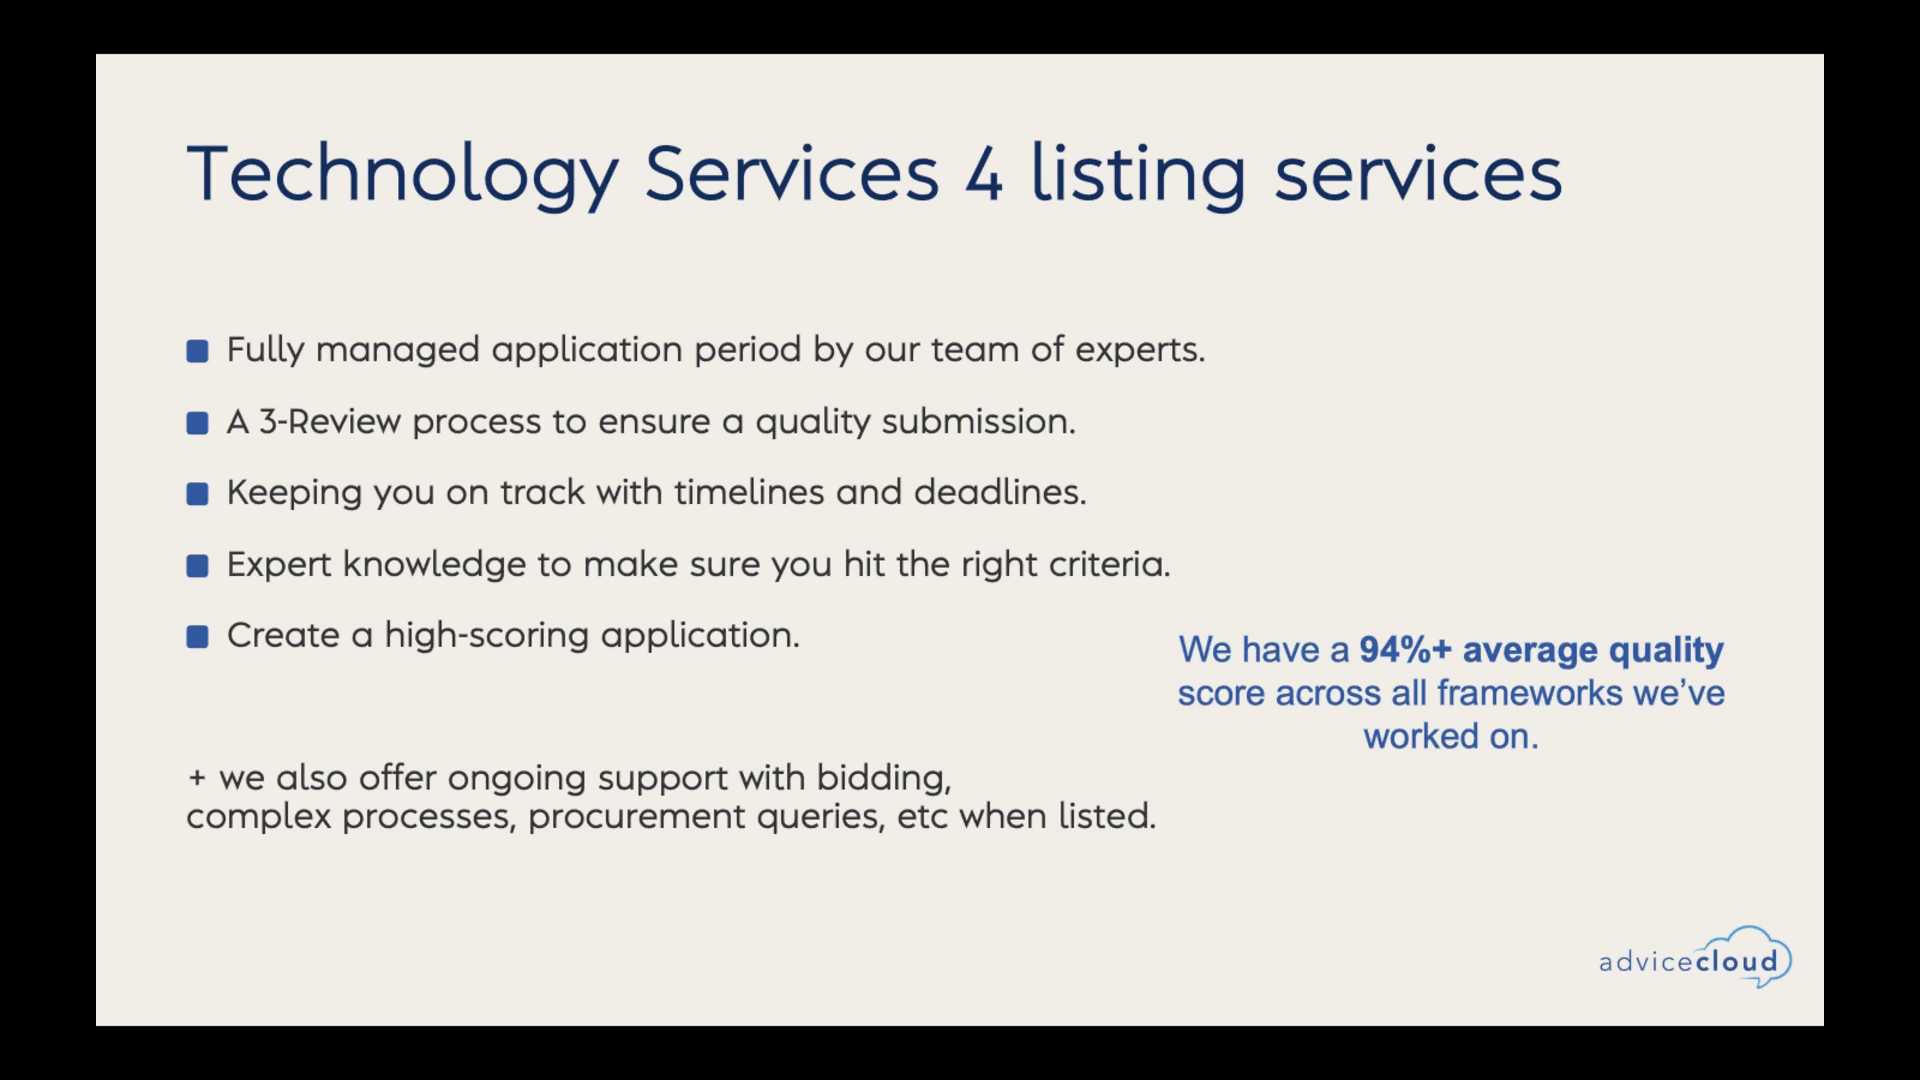 Technology Services 4 listing services
Fully managed application period by our team of experts.
A 3-Review process to ensure a quality submission.
Keeping you on track with timelines and deadlines.
Expert knowledge to make sure you hit the right criteria.
Create a high-scoring application.
We have a 94%+ average quality
score across all frameworks we’ve
worked on.
+ we also offer ongoing support with bidding,
complex processes, procurement queries, etc when listed.
advicecloud